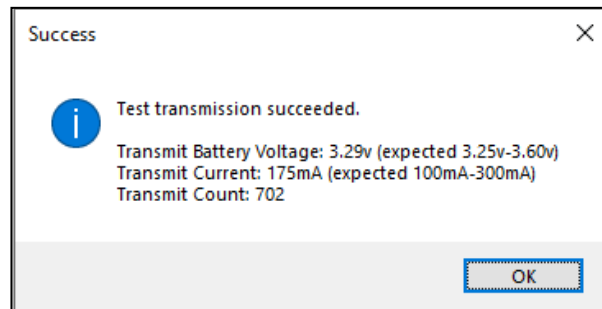 Success
Test transmission succeeded.
Transmit Battery Voltage: 3.29v (expected 3.25v-3.60v)
Transmit Current: 175mA (expected 100mA-300mA)
Transmit Count: 702
OK